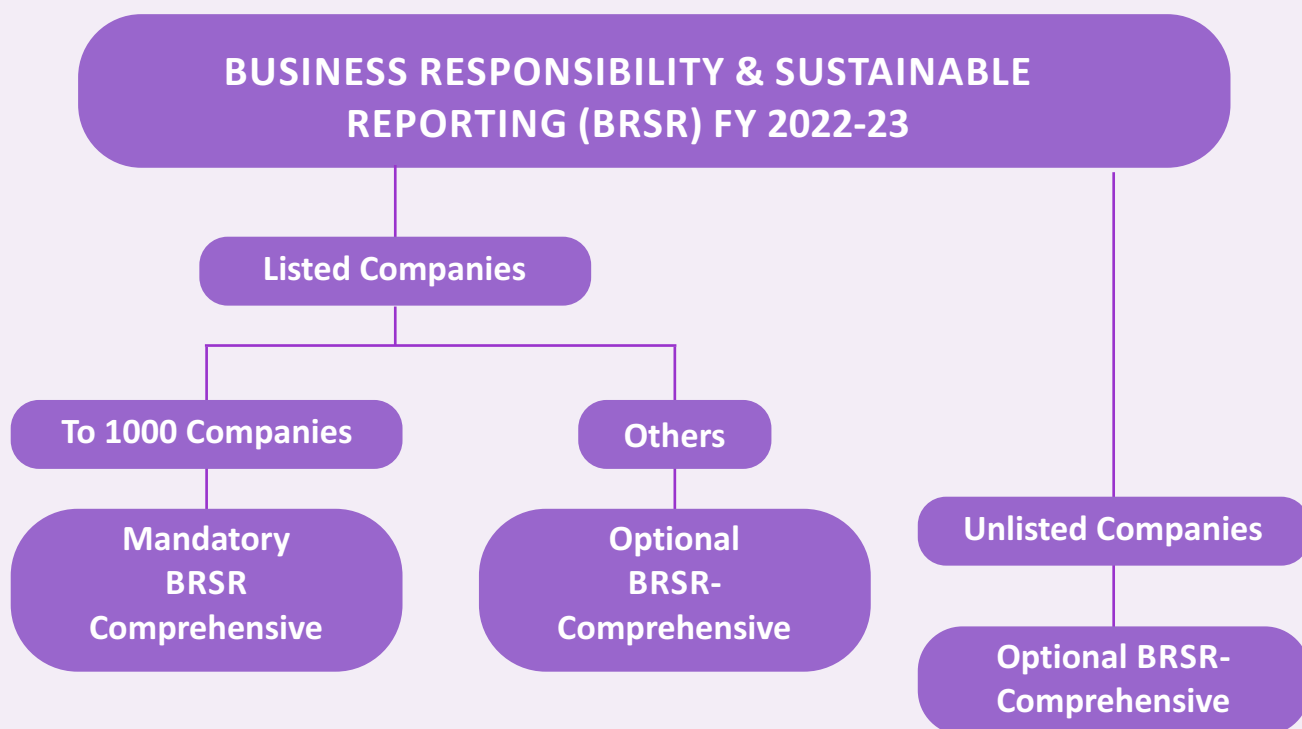 BUSINESS RESPONSIBILITY & SUSTAINABLE
REPORTING (BRSR) FY 2022-23
Listed Companies
To 1000 Companies
Others
Mandatory
BRSR
Comprehensive
Optional
BRSR-
Comprehensive
Unlisted Companies
Optional BRSR-
Comprehensive